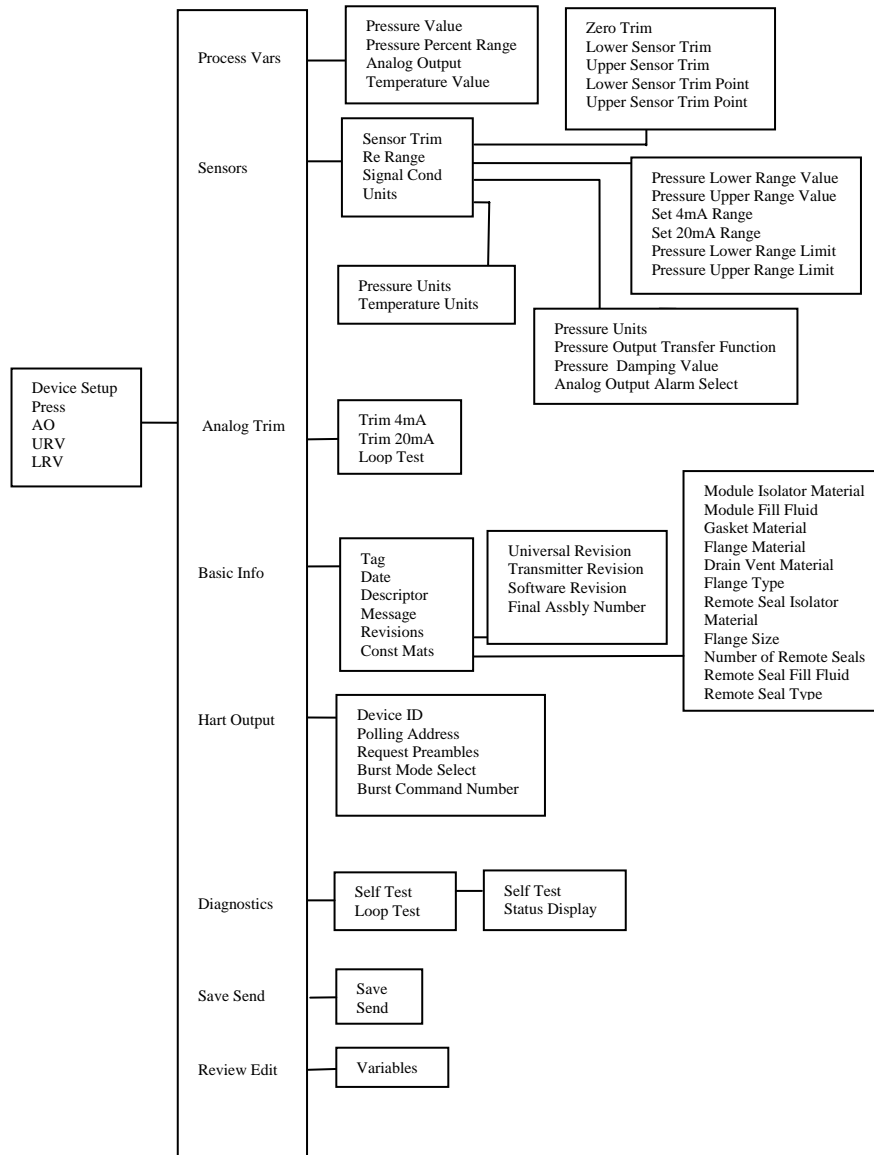 Device Setup
Press
AO
URV
LRV
Process Vars
Pressure Value
Pressure Percent Range
Analog Output
Temperature Value
Sensors
Sensor Trim
Re Range
Signal Cond
Units
Zero Trim
Lower Sensor Trim
Upper Sensor Trim
Lower Sensor Trim Point
Upper Sensor Trim Point
Pressure Lower Range Value
Pressure Upper Range Value
Set 4mA Range
Set 20mA Range
Pressure Lower Range Limit
Pressure Upper Range Limit
Pressure Units
Temperature Units
Pressure Units
Pressure Output Transfer Function
Pressure Damping Value
Analog Output Alarm Select
Analog Trim
Trim 4mA
Trim 20mA
Loop Test
Basic Info
Tag
Date
Descriptor
Message
Revisions
Const Mats
Universal Revision
Transmitter Revision
Software Revision
Final Assbly Number
Module Isolator Material
Module Fill Fluid
Gasket Material
Flange Material
Drain Vent Material
Flange Type
Remote Seal Isolator
Material
Flange Size
Number of Remote Seals
Remote Seal Fill Fluid
Remote Seal Type
Hart Output
Device ID
Polling Address
Request Preambles
Burst Mode Select
Burst Command Number
Diagnostics
Self Test
Loop Test
Self Test
Status Display
Save Send
Save
Send
Review Edit
Variables